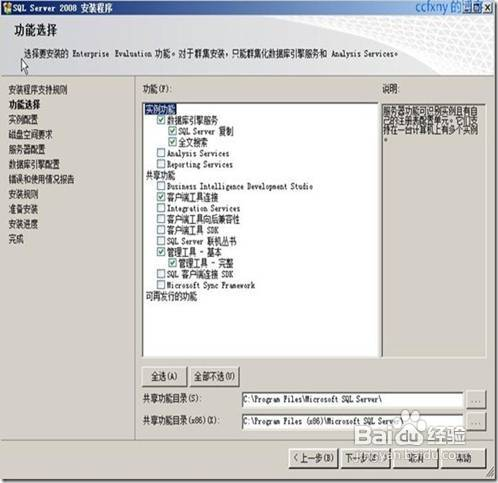 SQL Server 2008 安装程序
ccfxny 的
功能选择
选择要安装的 Enterprise Evaluation 功能。对于群集安装，只能群集化数据库引擎服务和 Analysis Services。
安装程序支持规则
功能选择
实例配置
磁盘空间要求
服务器配置
数据库引擎配置
错误和使用情况报告
安装规则
准备安装
安装进度
完成
功能(F):
实例功能
数据库引擎服务
SQL Server 复制
全文搜索
Analysis Services
Reporting Services
共享功能
Business Intelligence Development Studio
客户端工具连接
Integration Services
客户端工具向后兼容性
客户端工具 SDK
SQL Server 联机丛书
管理工具 - 基本
管理工具 - 完整
SQL 客户端连接 SDK
Microsoft Sync Framework
可再发行的功能
说明:
服务器功能可识别实例且有自
己的注册表配置单元。它们支
持在一台计算机上有多个实例
。
全选(A)
全部不选(U)
共享功能目录(S):
C:\Program Files\Microsoft SQL Server\
...
共享功能目录(x86)(X):
C:\Program Files (x86)\Microsoft SQL Server\
...
Baidu 经验
jingyan.baidu.com
<上一步(B)
下一步(N)>
取消
帮助